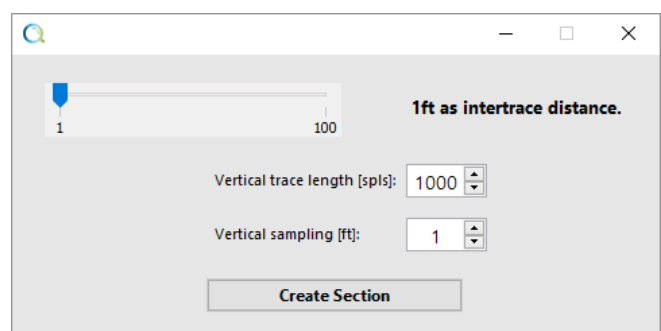 1ft as intertrace distance.
1
100
Vertical trace length [spls]:
1000
Vertical sampling [ft]:
1
Create Section